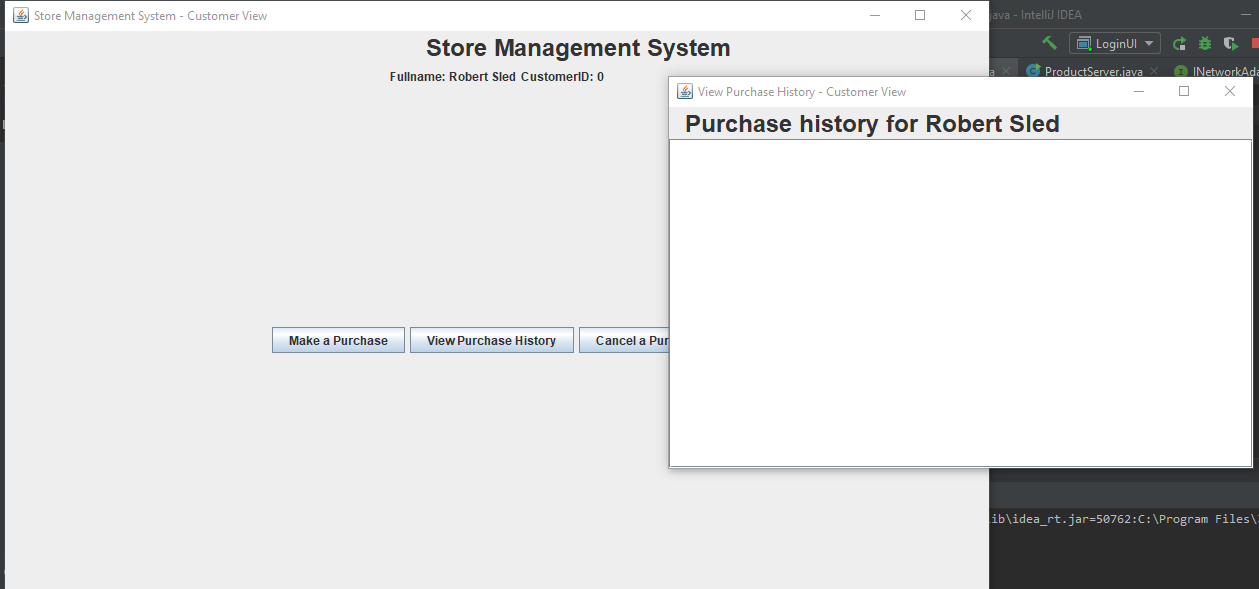 Store Management System - Customer View
Store Management System
Fullname: Robert Sled CustomerID: 0
Make a Purchase
View Purchase History
Cancel a Pur
View Purchase History - Customer View
Purchase history for Robert Sled
java - IntelliJ IDEA
LoginUI
ProductServer.java
INetworkAda
ib\idea_rt.jar=50762:C:\Program Files\